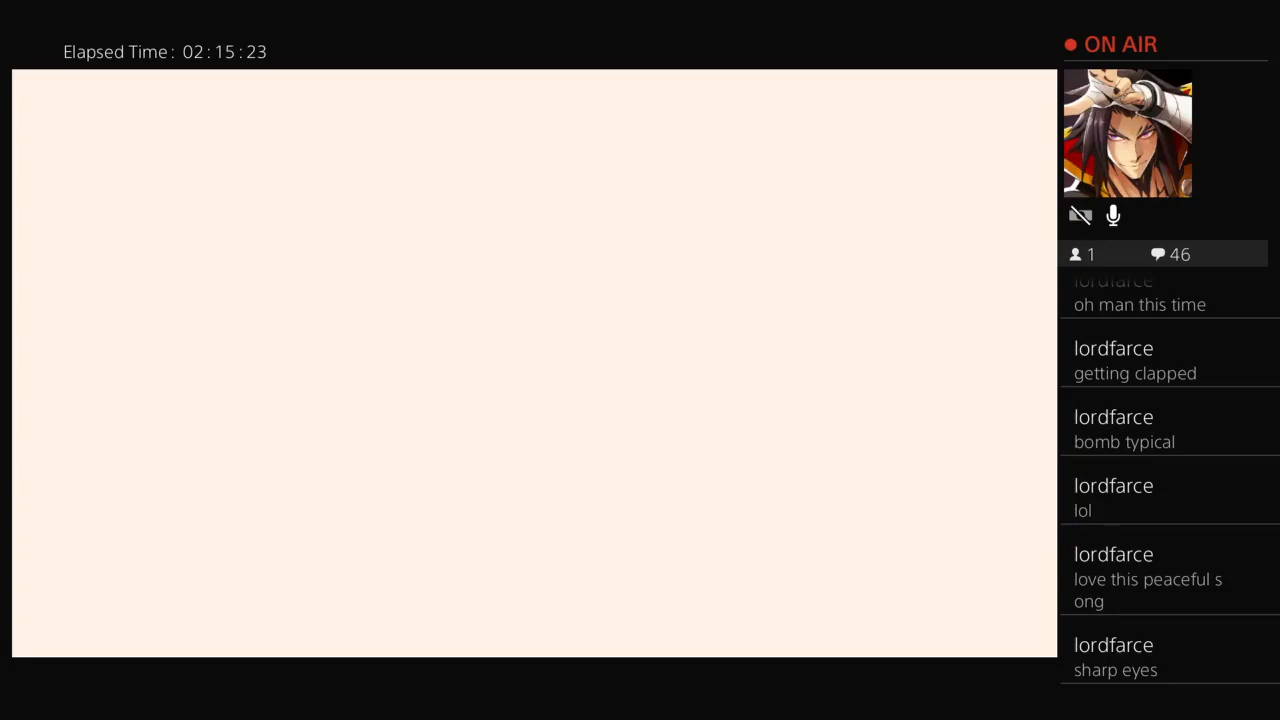 Elapsed Time: 02:15:23
ON AIR
1 46
lordfarce
oh man this time
lordfarce
getting clapped
lordfarce
bomb typical
lordfarce
lol
lordfarce
love this peaceful s
ong
lordfarce
sharp eyes